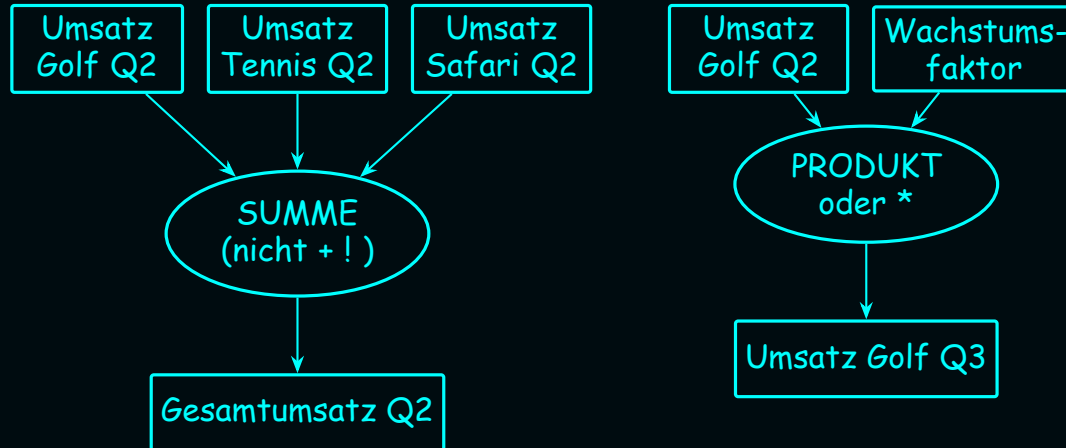 Umsatz
Golf Q2
Umsatz
Tennis Q2
Umsatz
Safari Q2
SUMME
(nicht + ! )
Gesamtumsatz Q2
Umsatz
Golf Q2
Wachstums-
faktor
PRODUKT
oder *
Umsatz Golf Q3